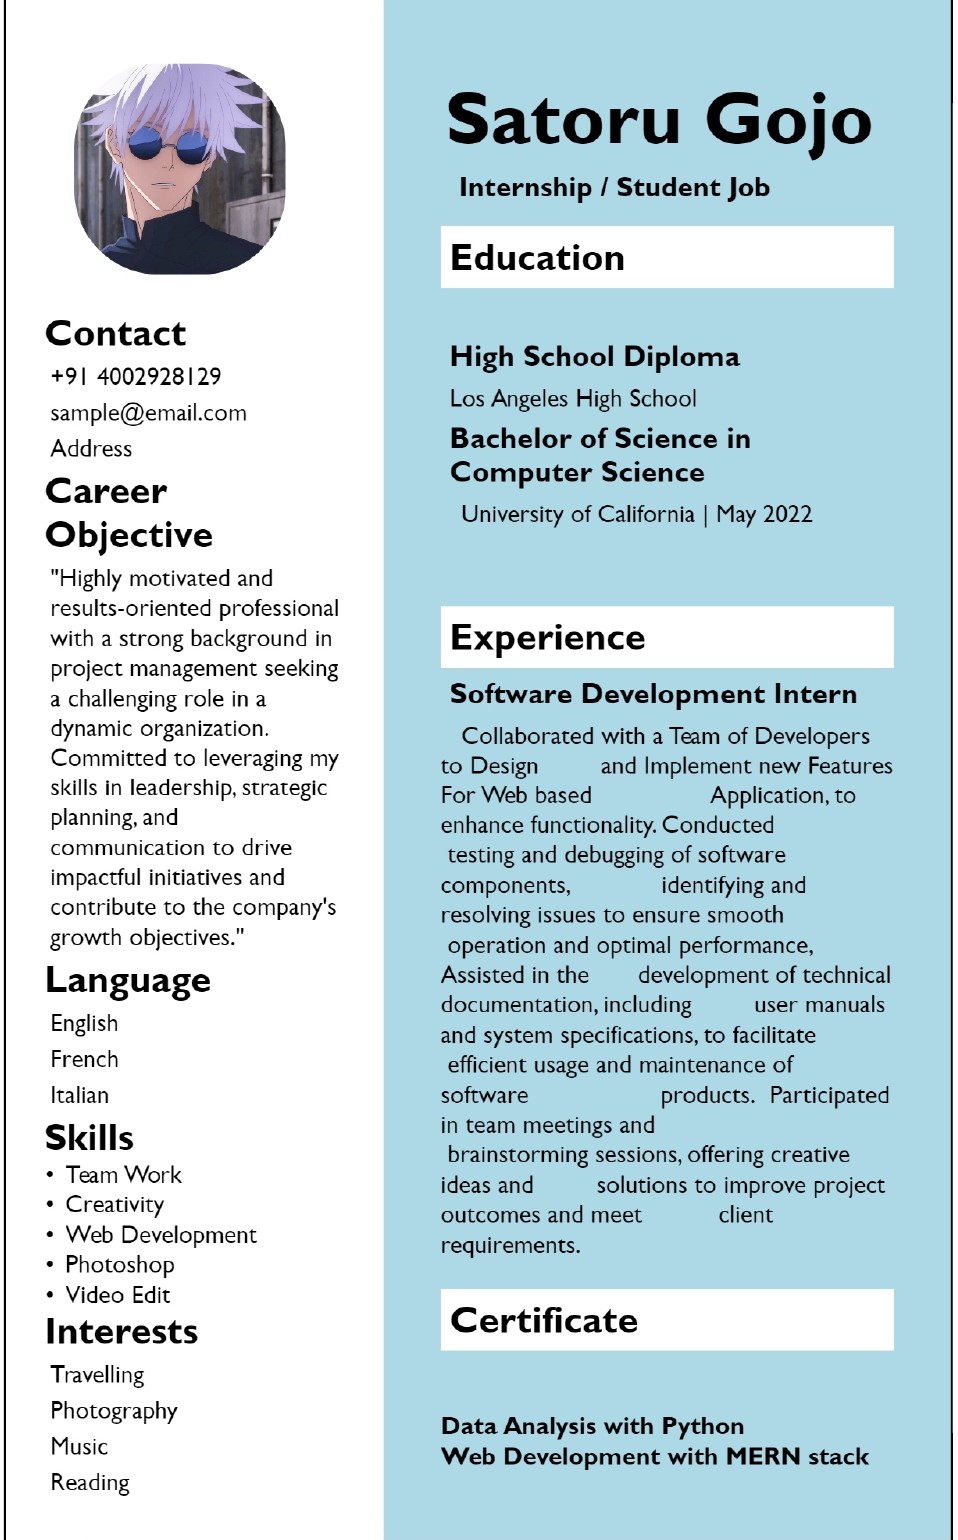 Satoru Gojo
Internship / Student Job
Contact
+91 4002928129
sample@email.com
Address
Career
Objective
"Highly motivated and
results-oriented professional
with a strong background in
project management seeking
a challenging role in a
dynamic organization.
Committed to leveraging my
skills in leadership, strategic
planning, and
communication to drive
impactful initiatives and
contribute to the company's
growth objectives."
Language
English
French
Italian
Skills
• Team Work
• Creativity
• Web Development
• Photoshop
• Video Edit
Interests
Travelling
Photography
Music
Reading
Education
High School Diploma
Los Angeles High School
Bachelor of Science in
Computer Science
University of California | May 2022
Experience
Software Development Intern
Collaborated with a Team of Developers
to Design and Implement new Features
For Web based Application, to
enhance functionality. Conducted
testing and debugging of software
components, identifying and
resolving issues to ensure smooth
operation and optimal performance,
Assisted in the development of technical
documentation, including user manuals
and system specifications, to facilitate
efficient usage and maintenance of
software products. Participated
in team meetings and
brainstorming sessions, offering creative
ideas and solutions to improve project
outcomes and meet client
requirements.
Certificate
Data Analysis with Python
Web Development with MERN stack